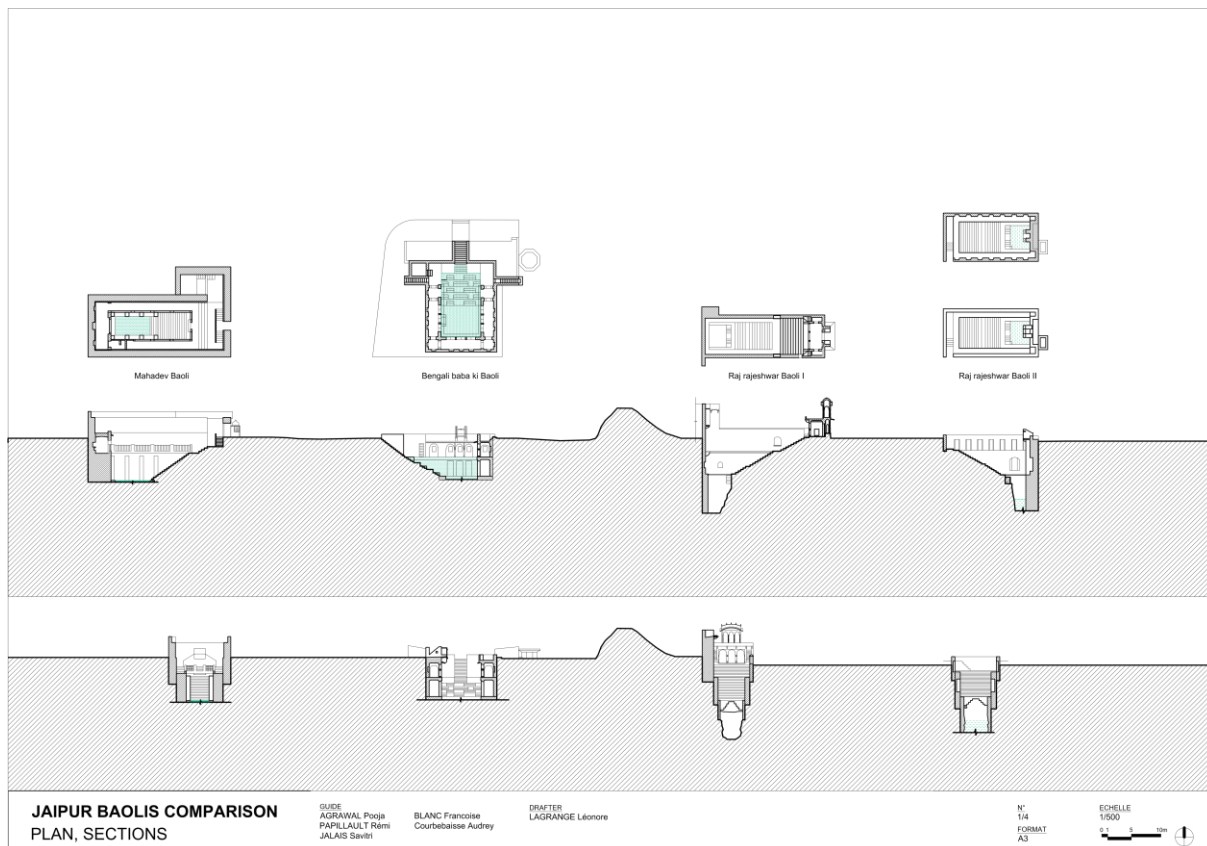 Mahadev Baoli
Bengali baba ki Baoli
Raj rajeshwar Baoli I
Raj rajeshwar Baoli II
JAIPUR BAOLIS COMPARISON
PLAN, SECTIONS
GUIDE
AGRAWAL Pooja
PAPILLAULT Rémi
JALAIS Savitri
BLANC Francoise
Courbebaisse Audrey
DRAFTER
LAGRANGE Léonore
N°
1/4
FORMAT
A3
ECHELLE
1/500
0 1 5 10m